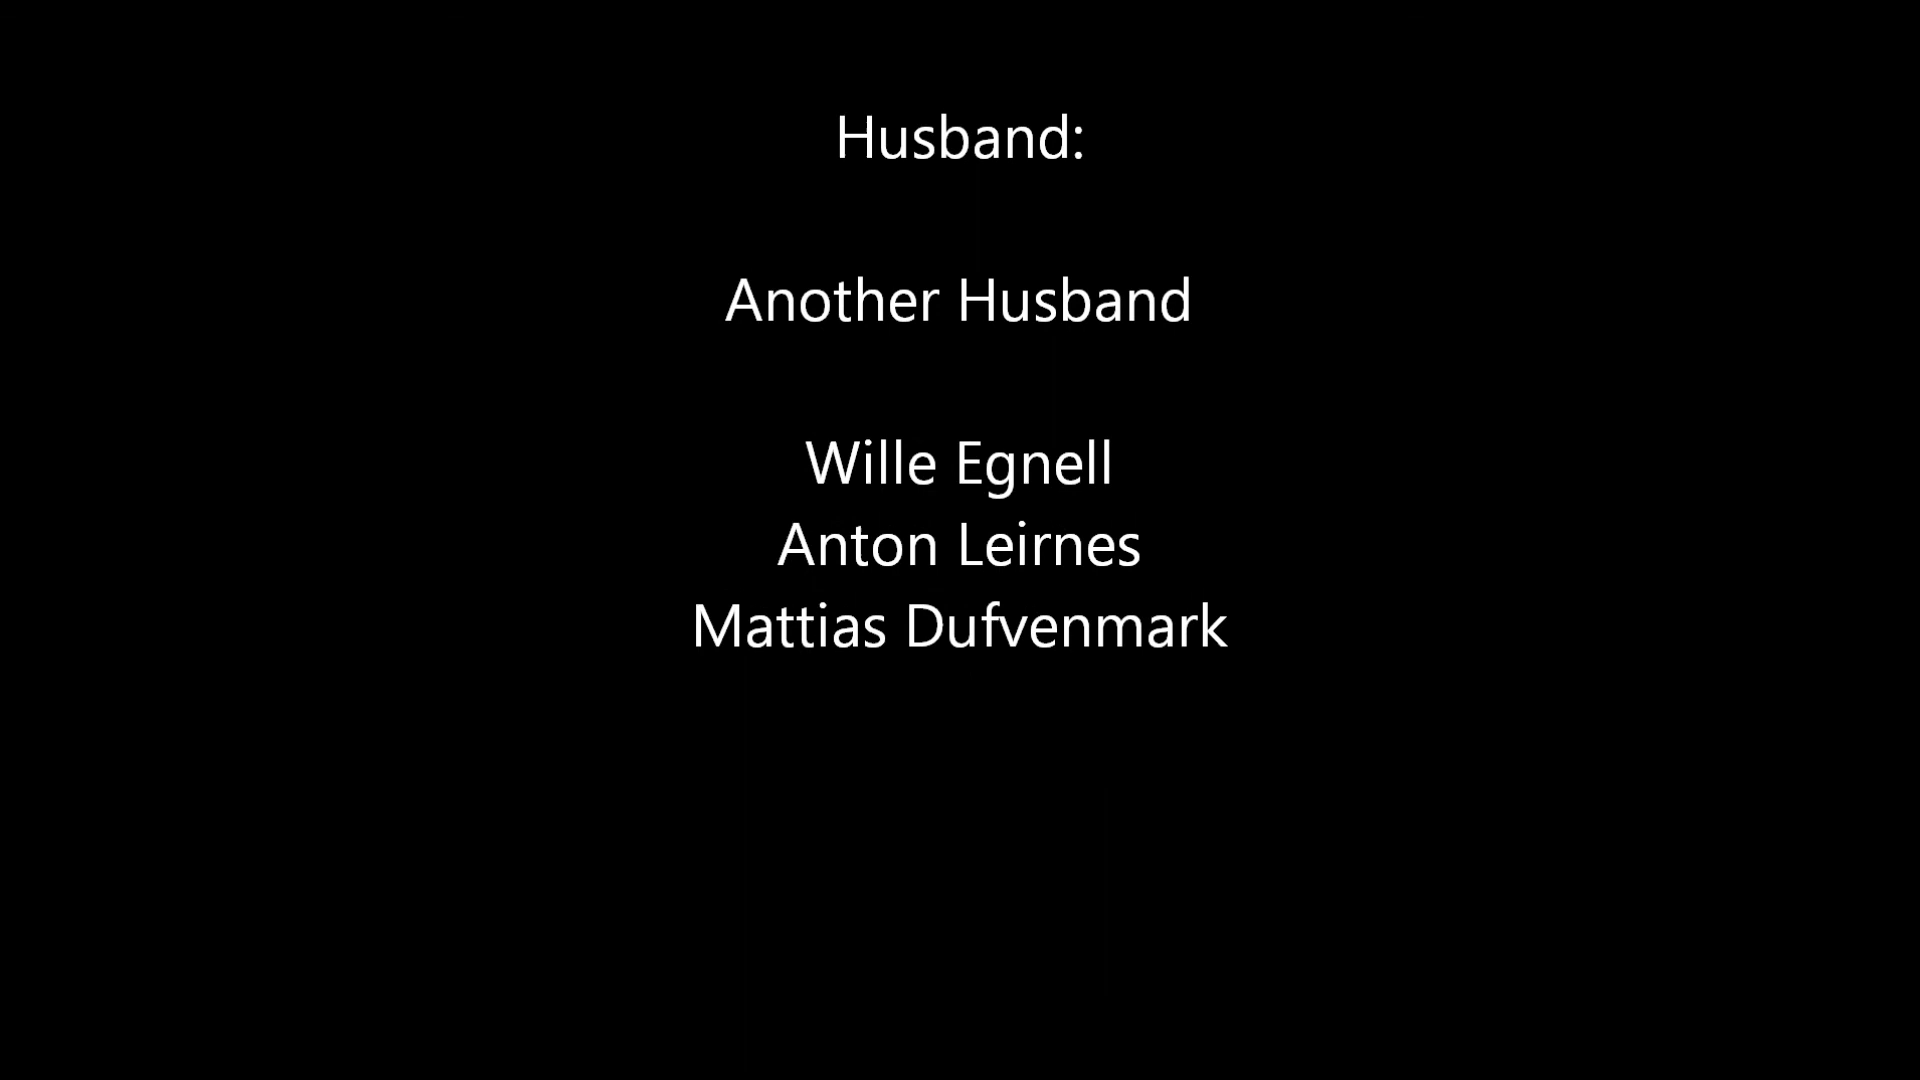 Husband:
Another Husband
Wille Egnell
Anton Leirnes
Mattias Dufvenmark